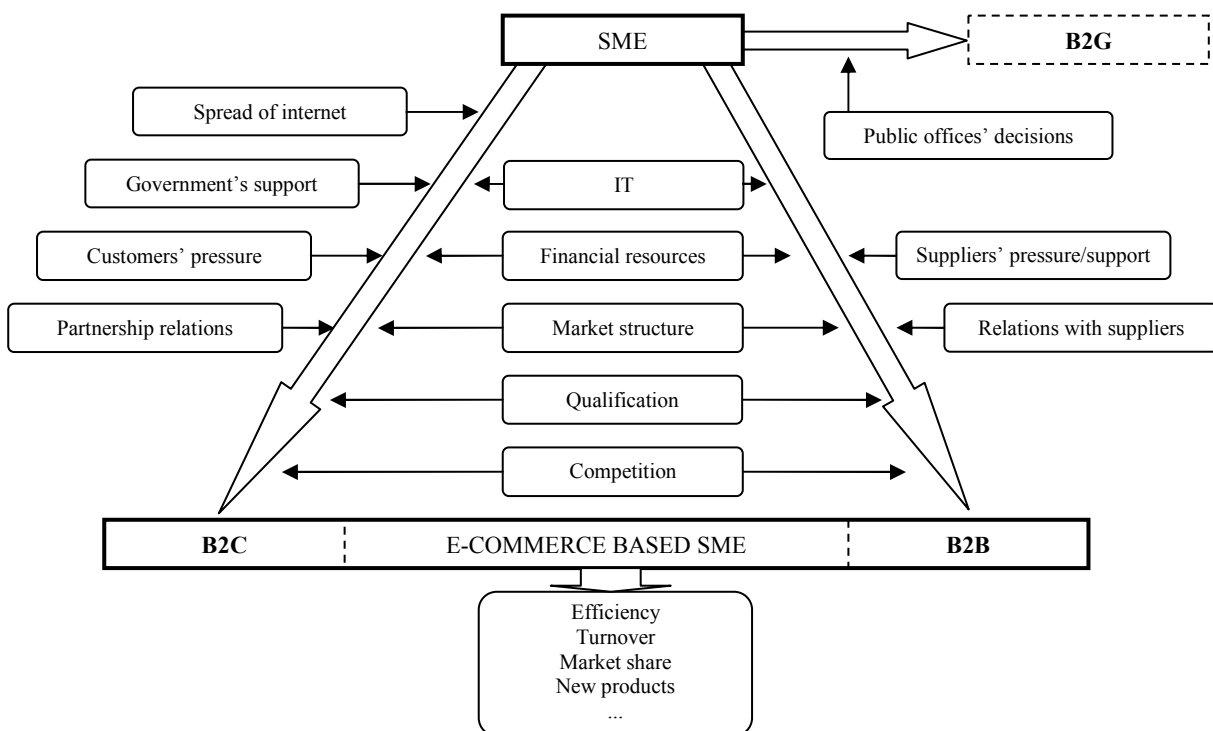 SME
B2G
Spread of internet
Public offices’ decisions
Government’s support
IT
Customers’ pressure
Financial resources
Suppliers’ pressure/support
Partnership relations
Market structure
Relations with suppliers
Qualification
Competition
B2C
E-COMMERCE BASED SME
B2B
Efficiency
Turnover
Market share
New products
...